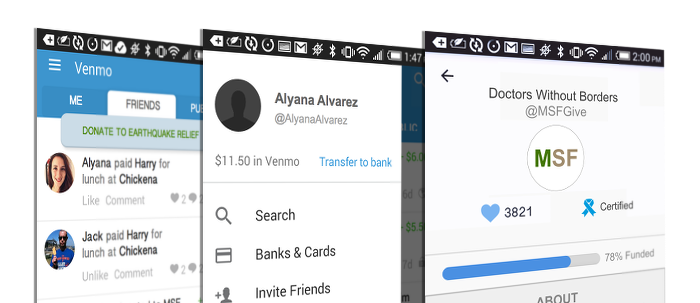 Venmo
ME
FRIENDS
DONATE TO EARTHQUAKE RELIEF
Alyana paid Harry for
lunch at Chickena
Like Comment
2
Jack paid Harry for
lunch at Chickena
Unlike Comment
2
1:47
Alyana Alvarez
@AlyanaAlvarez
$11.50 in Venmo
Transfer to bank
Search
Banks & Cards
Invite Friends
2:00 PM
Doctors Without Borders
@MSFGive
MSF
3821
Certified
78% Funded
ABOUT